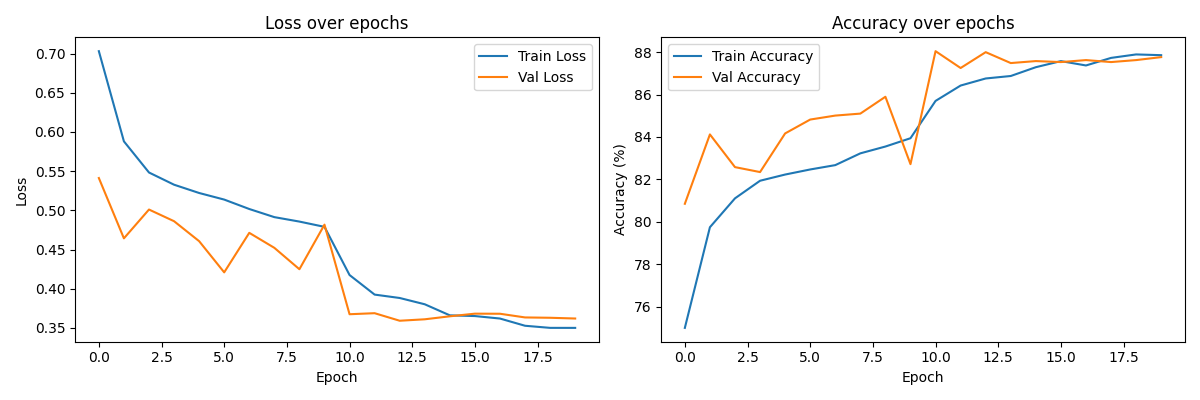 Loss over epochs
Train Loss
Val Loss
Loss
0.70
0.65
0.60
0.55
0.50
0.45
0.40
0.35
0.0 2.5 5.0 7.5 10.0 12.5 15.0 17.5
Epoch
Accuracy over epochs
Train Accuracy
Val Accuracy
Accuracy (%)
88
86
84
82
80
78
76
0.0 2.5 5.0 7.5 10.0 12.5 15.0 17.5
Epoch